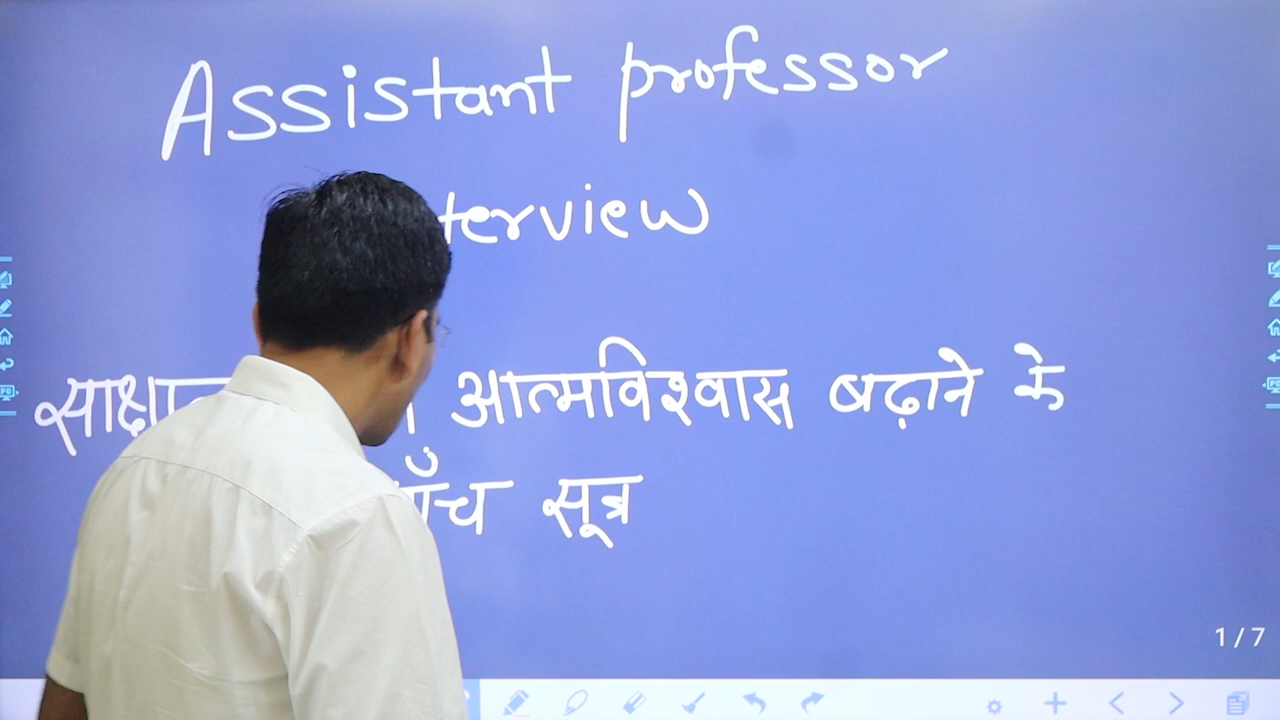 Assistant professor
आत्मविश्वास बढ़ाने के
सूत्र
1/7